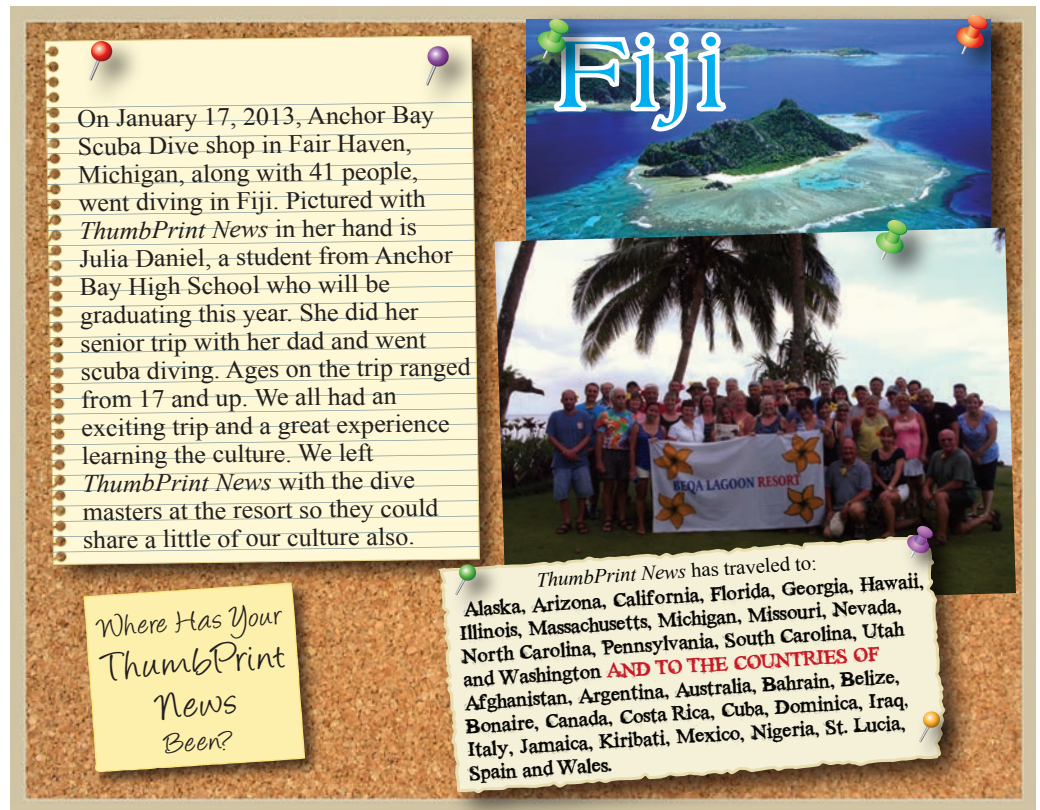 On January 17, 2013, Anchor Bay
Scuba Dive shop in Fair Haven,
Michigan, along with 41 people,
went diving in Fiji. Pictured with
ThumbPrint News in her hand is
Julia Daniel, a student from Anchor
Bay High School who will be
graduating this year. She did her
senior trip with her dad and went
scuba diving. Ages on the trip ranged
from 17 and up. We all had an
exciting trip and a great experience
learning the culture. We left
ThumbPrint News with the dive
masters at the resort so they could
share a little of our culture also.
Fiji
BEQA LAGOON RESORT
Where Has Your
ThumbPrint
News
Been?
ThumbPrint News has traveled to:
Alaska, Arizona, California, Florida, Georgia, Hawaii,
Illinois, Massachusetts, Michigan, Missouri, Nevada,
North Carolina, Pennsylvania, South Carolina, Utah
and Washington AND TO THE COUNTRIES OF
Afghanistan, Argentina, Australia, Bahrain, Belize,
Bonaire, Canada, Costa Rica, Cuba, Dominica, Iraq,
Italy, Jamaica, Kiribati, Mexico, Nigeria, St. Lucia,
Spain and Wales.